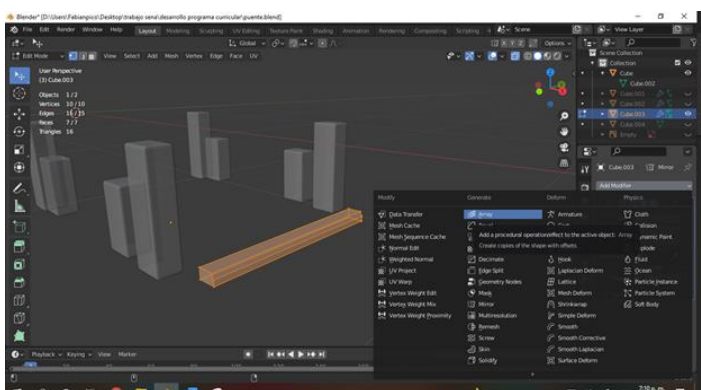 Blender* [D:\Users\Fabianpics\Desktop\trabajo sena\desarrollo programa curricular\puente.blend]
File Edit Render Window Help Layout Modeling Sculpting UV Editing Texture Paint Shading Animation Rendering Compositing Scripting Scene View Layer
Global Options
Edit Mode View Select Add Mesh Vertex Edge Face UV
X Y Z
User Perspective
(3) Cube.003
Objects 1/2
Vertices 10/10
Edges 15/15
Faces 7/7
Triangles 16
Scene Collection
Collection
Cube
Cube.002
Cube.001
Cube.002
Cube.003
Cube.004
Empty
Cube.003 Mirror
Add Modifier
Modify Generate Deform Physics
Data Transfer Array Armature Cloth
Mesh Cache Collision
Mesh Sequence Cache Add a procedural operation/effect to the active object: Array
Normal Edit Create copies of the shape with offsets.
Weighted Normal Decimate Hook Fluid
UV Project Edge Split Laplacian Deform Ocean
UV Warp Geometry Nodes Lattice Particle Instance
Vertex Weight Edit Mask Mesh Deform Particle System
Vertex Weight Mix Mirror Shrinkwrap Soft Body
Vertex Weight Proximity Multiresolution Simple Deform
Remesh Smooth
Screw Smooth Corrective
Skin Smooth Laplacian
Solidify Surface Deform
Playback Keying View Marker